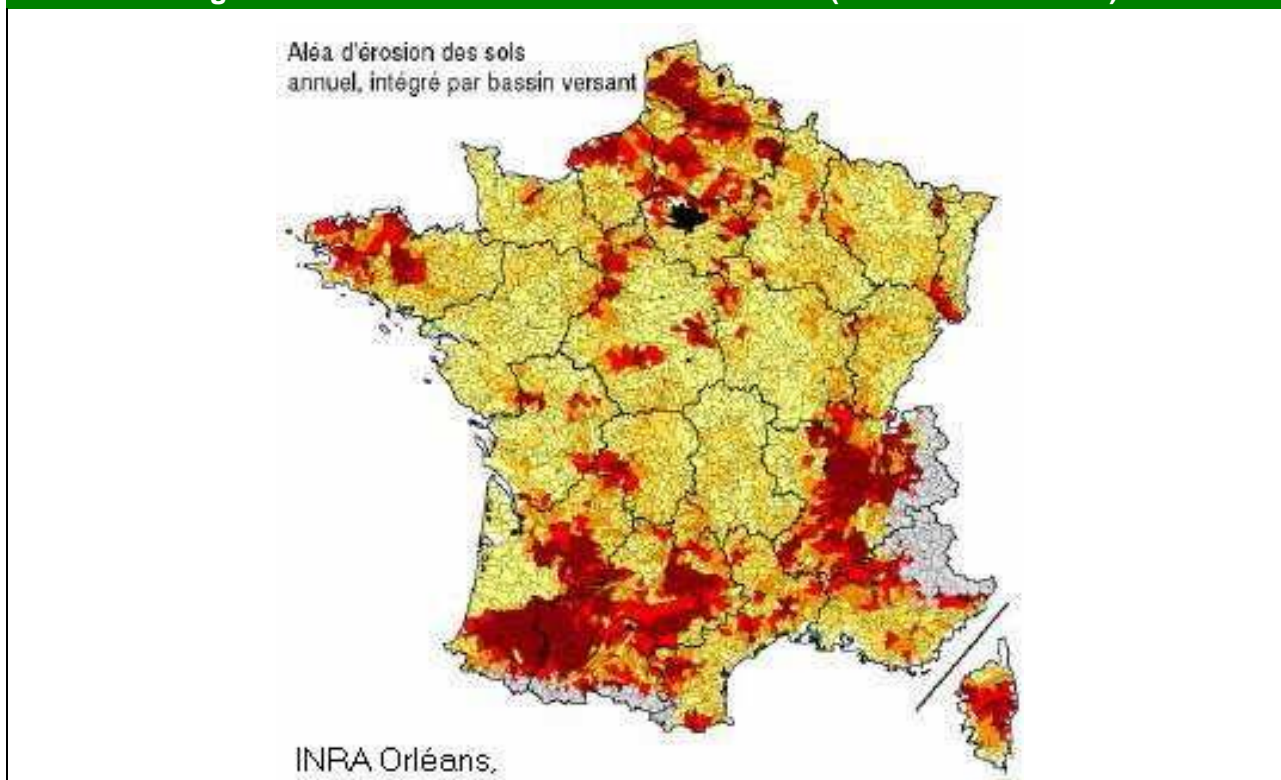 Aléa d'érosion des sols
annuel, intégré par bassin versant
INRA Orléans,